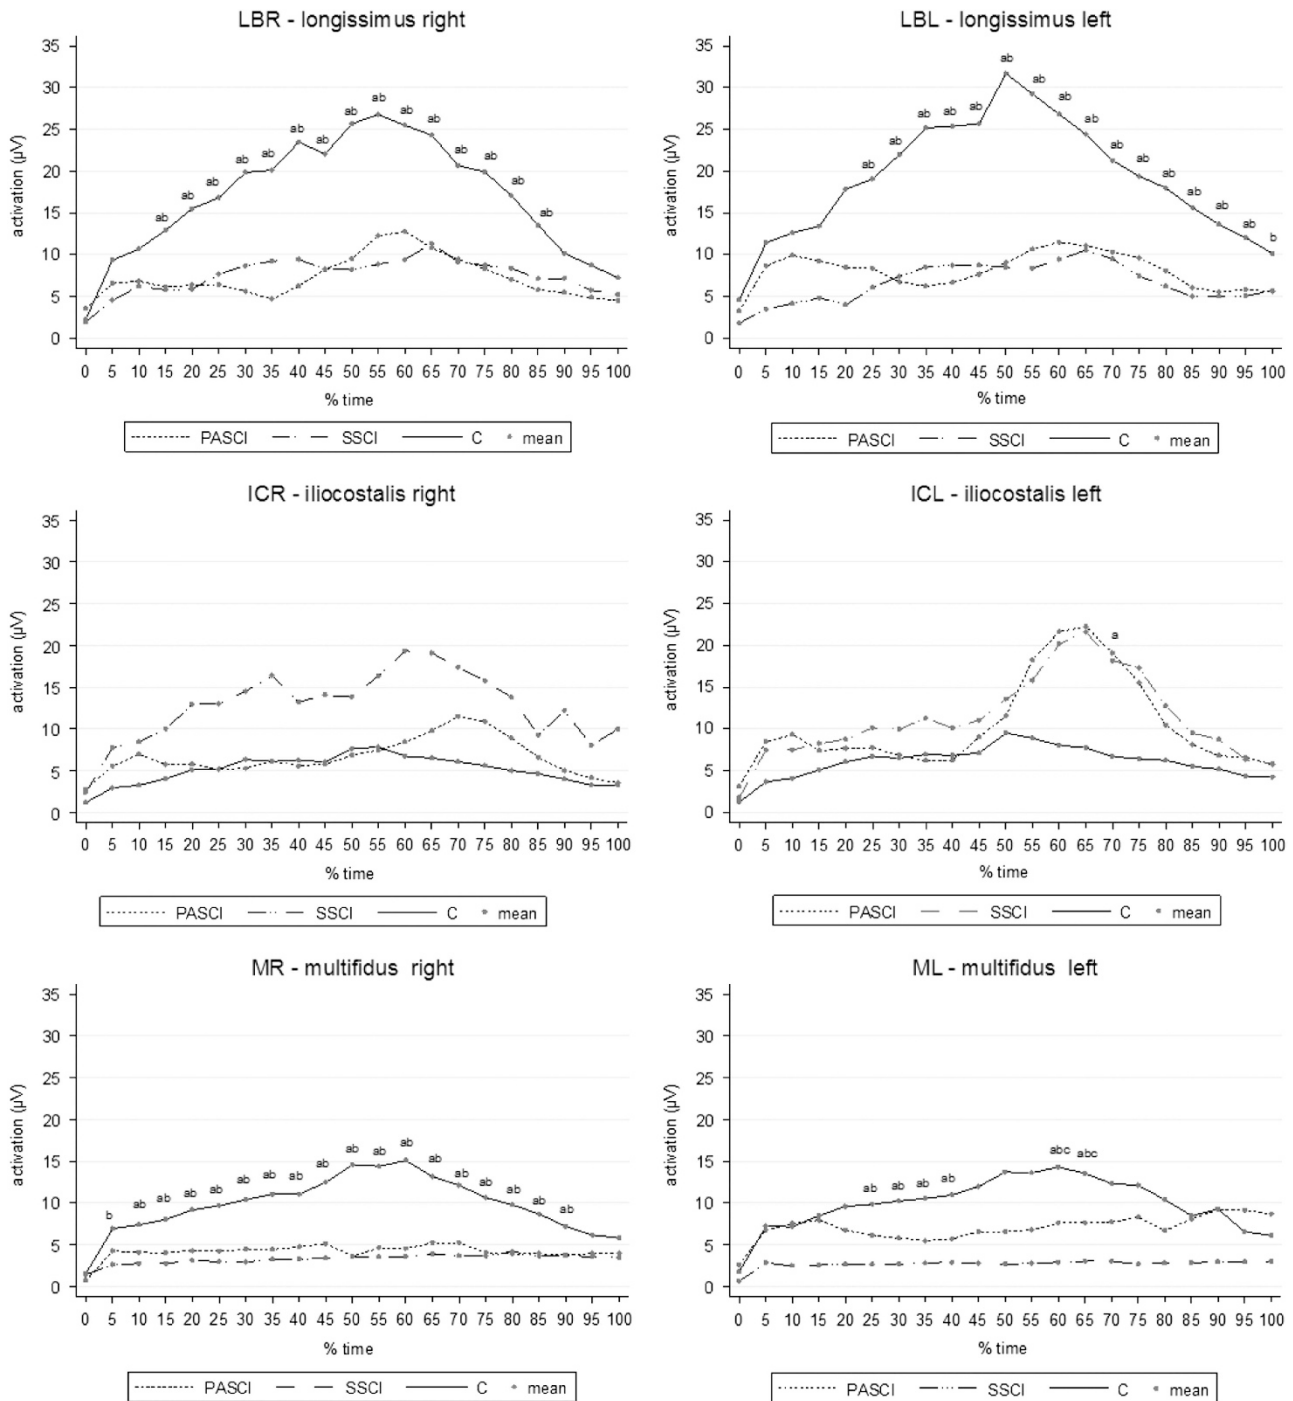 LBR - longissimus right
35
30
25
20
15
10
5
0
activation (µV)
ab ab ab ab ab ab ab ab ab ab ab ab ab ab ab
0 5 10 15 20 25 30 35 40 45 50 55 60 65 70 75 80 85 90 95 100
% time
PASCI SSCI C mean
LBL - longissimus left
35
30
25
20
15
10
5
0
activation (µV)
ab ab ab ab ab ab ab ab ab ab ab ab ab ab ab b
0 5 10 15 20 25 30 35 40 45 50 55 60 65 70 75 80 85 90 95 100
% time
PASCI SSCI C mean
ICR - iliocostalis right
35
30
25
20
15
10
5
0
activation (µV)
0 5 10 15 20 25 30 35 40 45 50 55 60 65 70 75 80 85 90 95 100
% time
PASCI SSCI C mean
ICL - iliocostalis left
35
30
25
20
15
10
5
0
activation (µV)
a
0 5 10 15 20 25 30 35 40 45 50 55 60 65 70 75 80 85 90 95 100
% time
PASCI SSCI C mean
MR - multifidus right
35
30
25
20
15
10
5
0
activation (µV)
b ab ab ab ab ab ab ab ab ab ab ab ab ab ab ab ab ab
0 5 10 15 20 25 30 35 40 45 50 55 60 65 70 75 80 85 90 95 100
% time
PASCI SSCI C mean
ML - multifidus left
35
30
25
20
15
10
5
0
activation (µV)
ab ab ab ab abc abc
0 5 10 15 20 25 30 35 40 45 50 55 60 65 70 75 80 85 90 95 100
% time
PASCI SSCI C mean